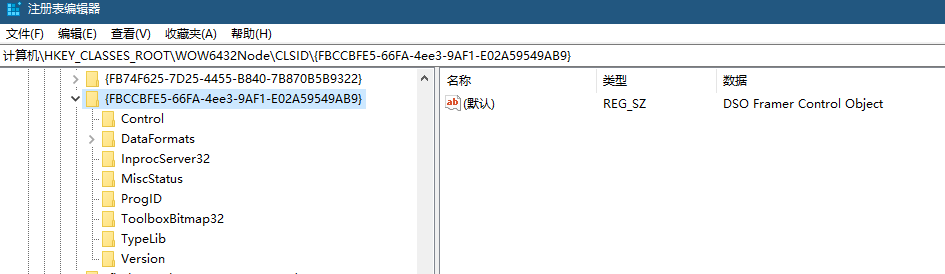 注册表编辑器
文件(F) 编辑(E) 查看(V) 收藏夹(A) 帮助(H)
计算机\HKEY_CLASSES_ROOT\WOW6432Node\CLSID\{FBCCBFE5-66FA-4ee3-9AF1-E02A59549AB9}
{FB74F625-7D25-4455-B840-7B870B5B9322}
{FBCCBFE5-66FA-4ee3-9AF1-E02A59549AB9}
Control
DataFormats
InprocServer32
MiscStatus
ProgID
ToolboxBitmap32
TypeLib
Version
名称 类型 数据
ab (默认) REG_SZ DSO Framer Control Object